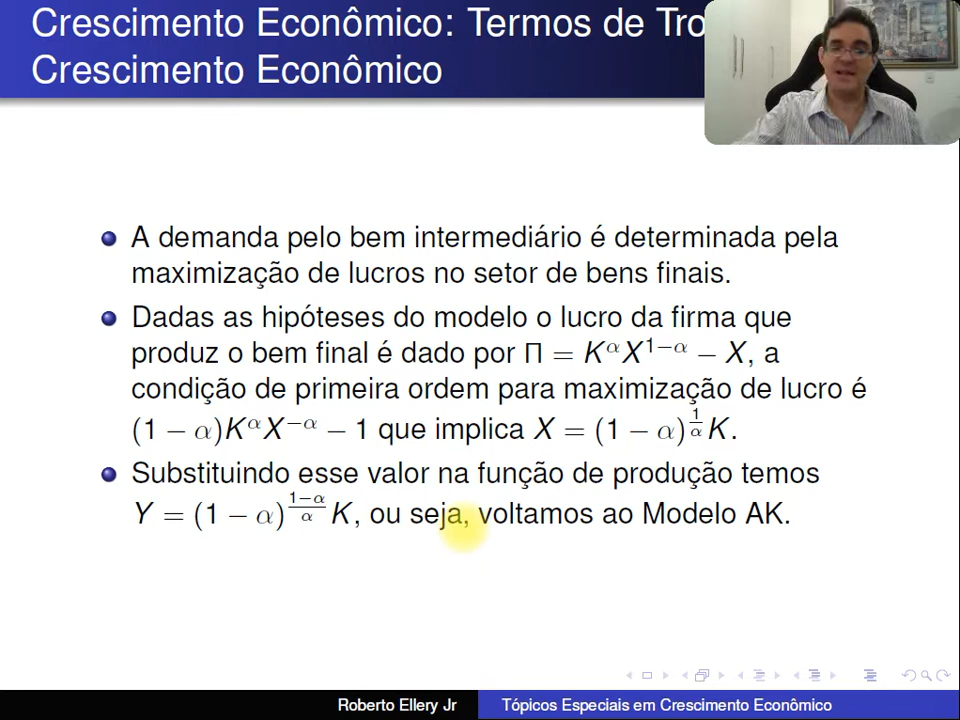 Crescimento Econômico: Termos de Tro
Crescimento Econômico
A demanda pelo bem intermediário é determinada pela
maximização de lucros no setor de bens finais.
Dadas as hipóteses do modelo o lucro da firma que
produz o bem final é dado por Π = K^α X^{1−α} − X, a
condição de primeira ordem para maximização de lucro é
(1 − α)K^α X^{−α} − 1 que implica X = (1 − α)^{1/α} K.
Substituindo esse valor na função de produção temos
Y = (1 − α)^{(1−α)/α} K, ou seja, voltamos ao Modelo AK.
Roberto Ellery Jr
Tópicos Especiais em Crescimento Econômico